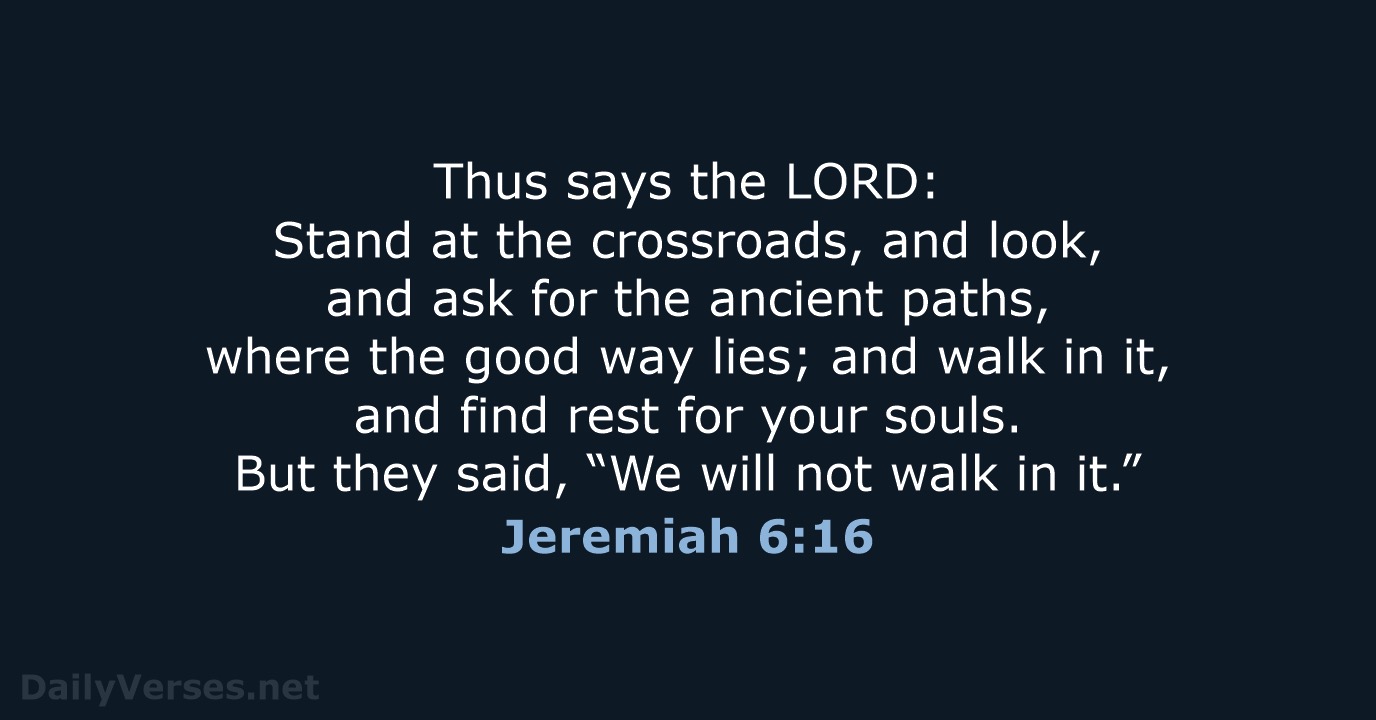 Thus says the LORD:
Stand at the crossroads, and look,
and ask for the ancient paths,
where the good way lies; and walk in it,
and find rest for your souls.
But they said, “We will not walk in it.”
Jeremiah 6:16
DailyVerses.net